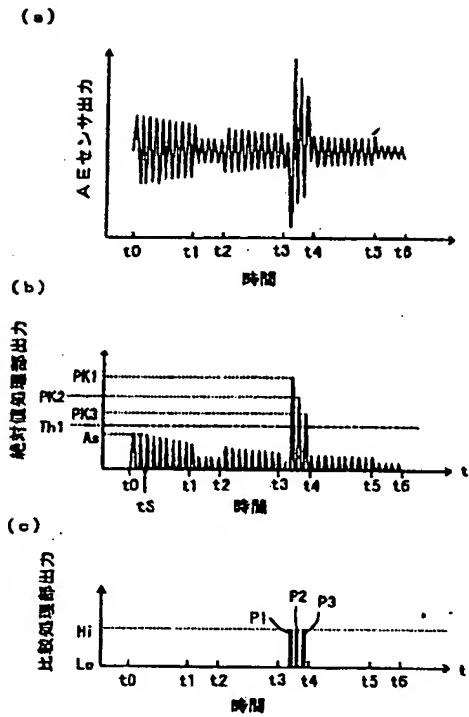 (a)
AEセンサ出力
t0 t1 t2 t3 t4 t5 t6
時間
(b)
絶対値処理部出力
PK1
PK2
PK3
Th1
As
t0 t1 t2 t3 t4 t5 t6 t
tS
時間
(c)
比較処理部出力
P1 P2 P3
Hi
Lo
t0 t1 t2 t3 t4 t5 t6 t
時間